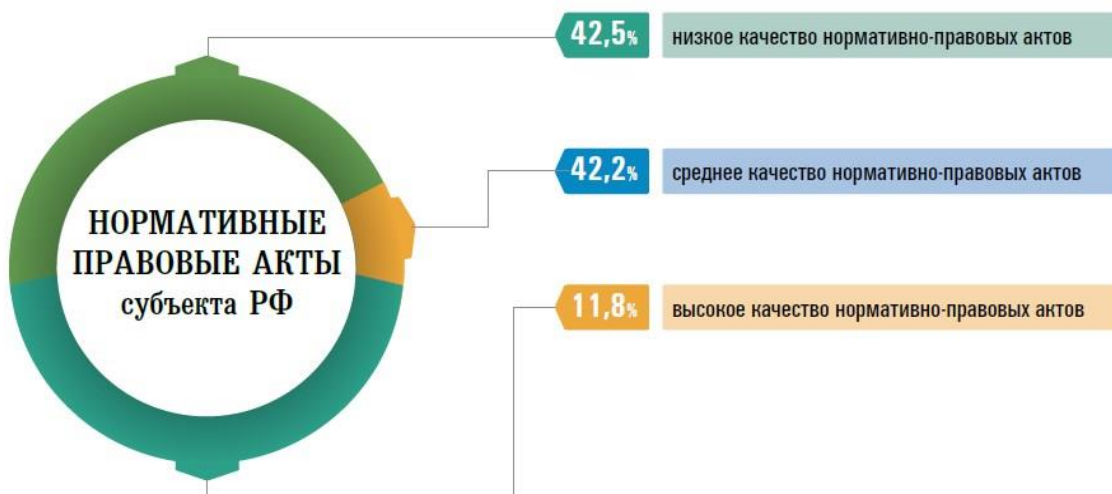 НОРМАТИВНЫЕ
ПРАВОВЫЕ АКТЫ
субъекта РФ
42,5% низкое качество нормативно-правовых актов
42,2% среднее качество нормативно-правовых актов
11,8% высокое качество нормативно-правовых актов